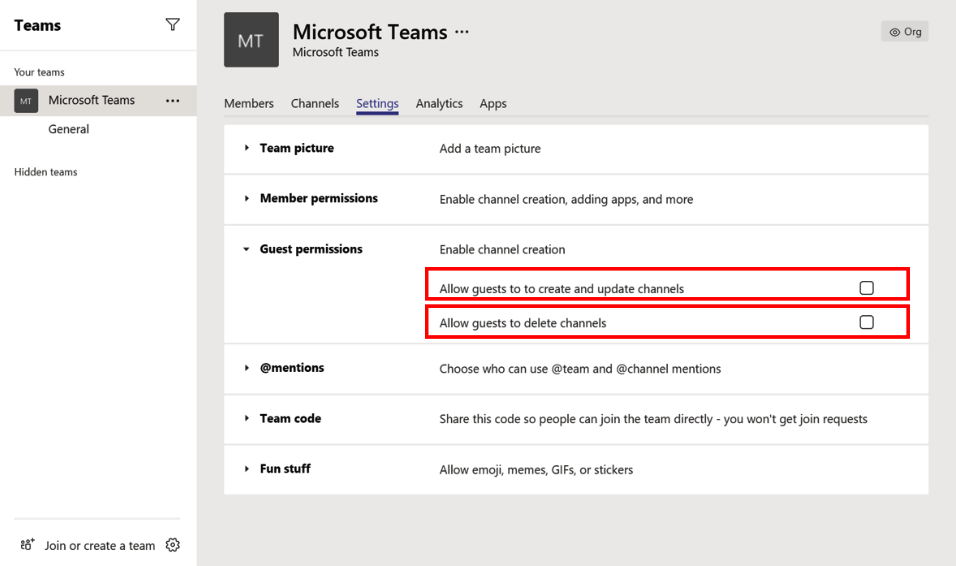 Teams
Your teams
MT
Microsoft Teams ...
General
Hidden teams
Join or create a team
MT
Microsoft Teams ...
Microsoft Teams
Org
Members Channels Settings Analytics Apps
Team picture Add a team picture
Member permissions Enable channel creation, adding apps, and more
Guest permissions Enable channel creation
Allow guests to to create and update channels
Allow guests to delete channels
@mentions Choose who can use @team and @channel mentions
Team code Share this code so people can join the team directly - you won't get join requests
Fun stuff Allow emoji, memes, GIFs, or stickers